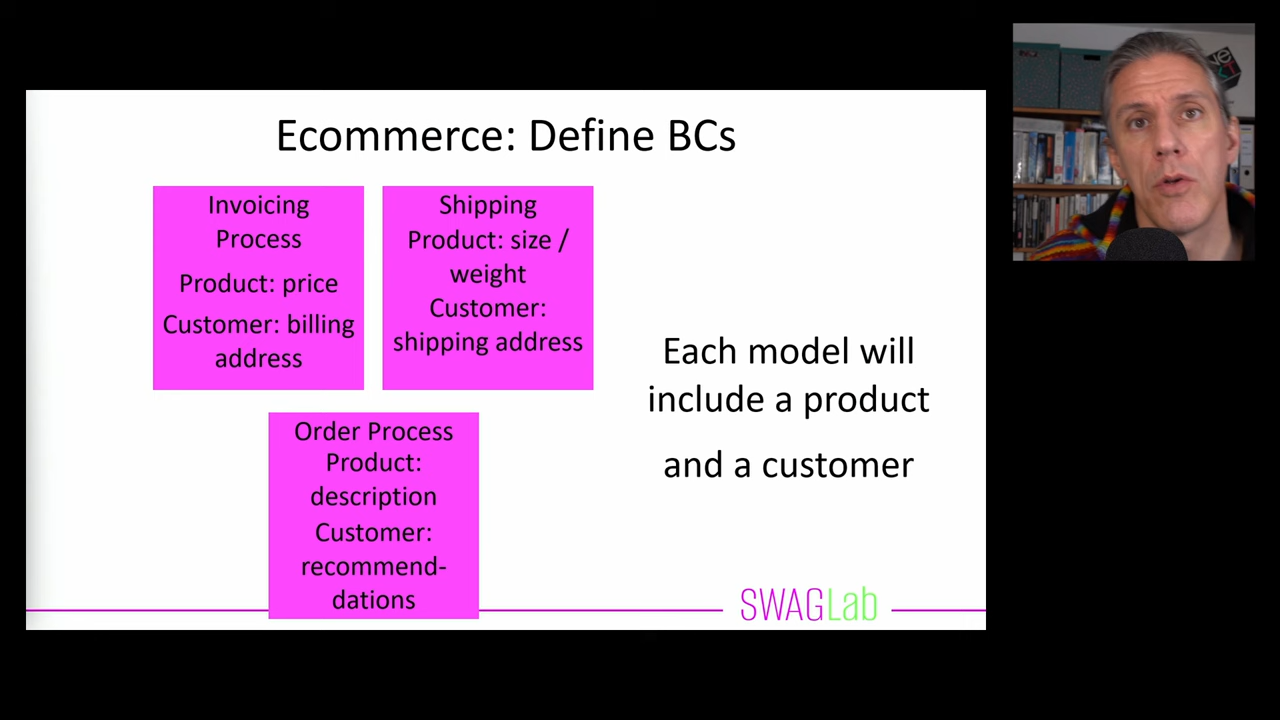 Ecommerce: Define BCs
Invoicing
Process
Product: price
Customer: billing
address
Shipping
Product: size /
weight
Customer:
shipping address
Order Process
Product:
description
Customer:
recommend-
dations
Each model will
include a product
and a customer
SWAGLab